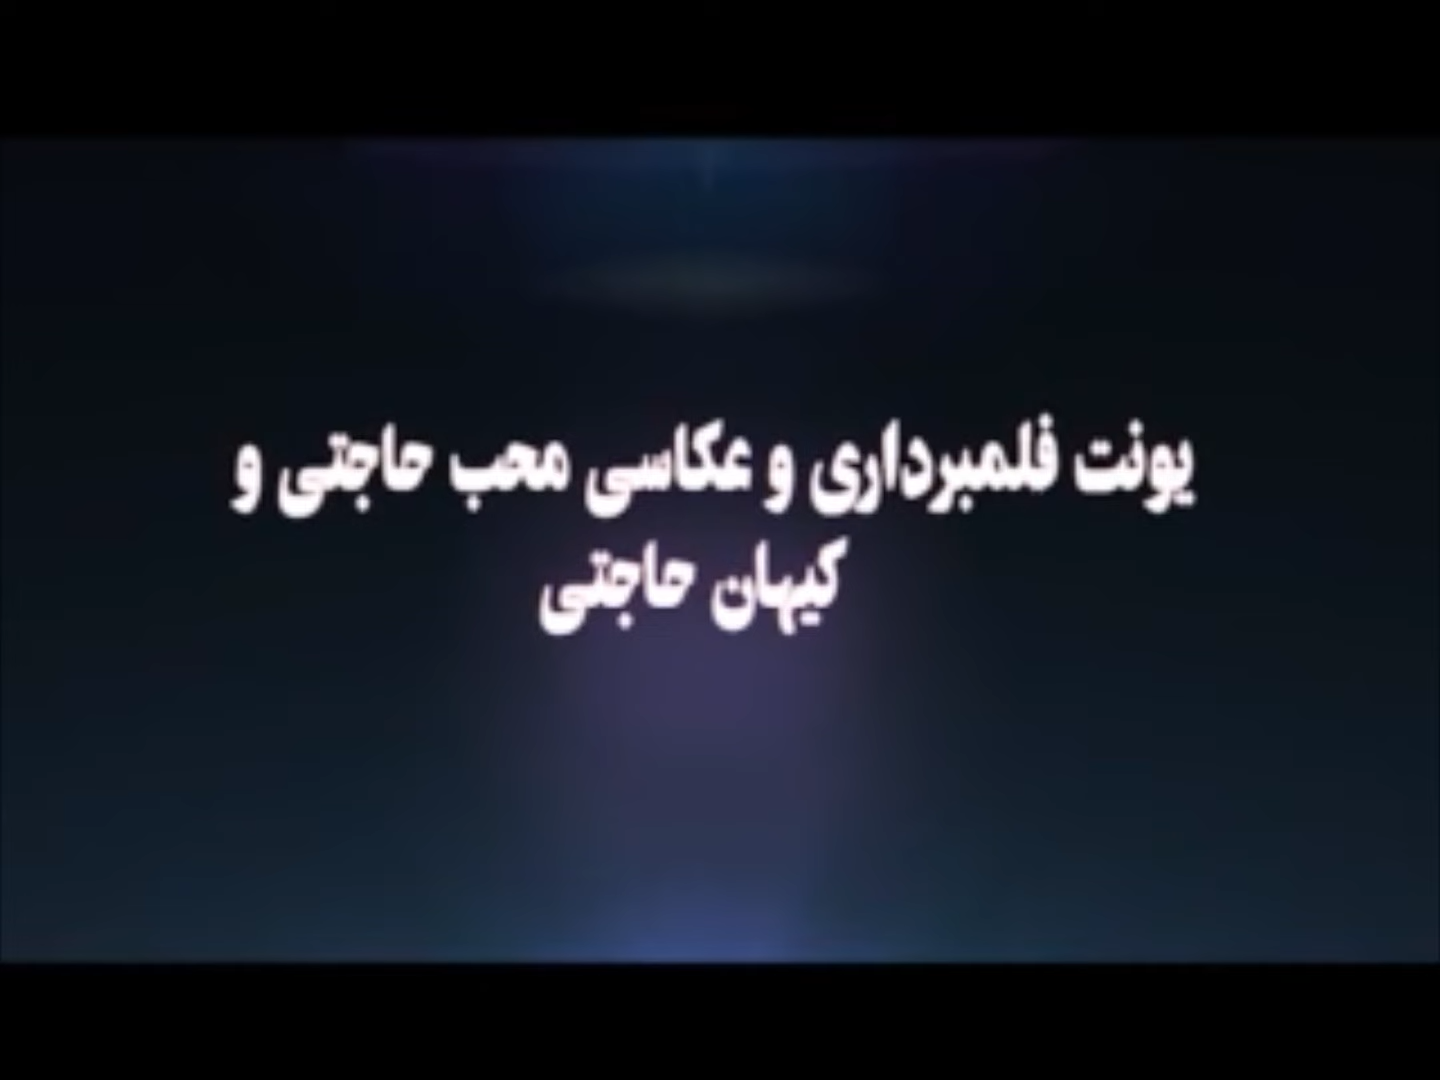 یونت فلمبرداری و عکاسی محب حاجتی و
کیهان حاجتی